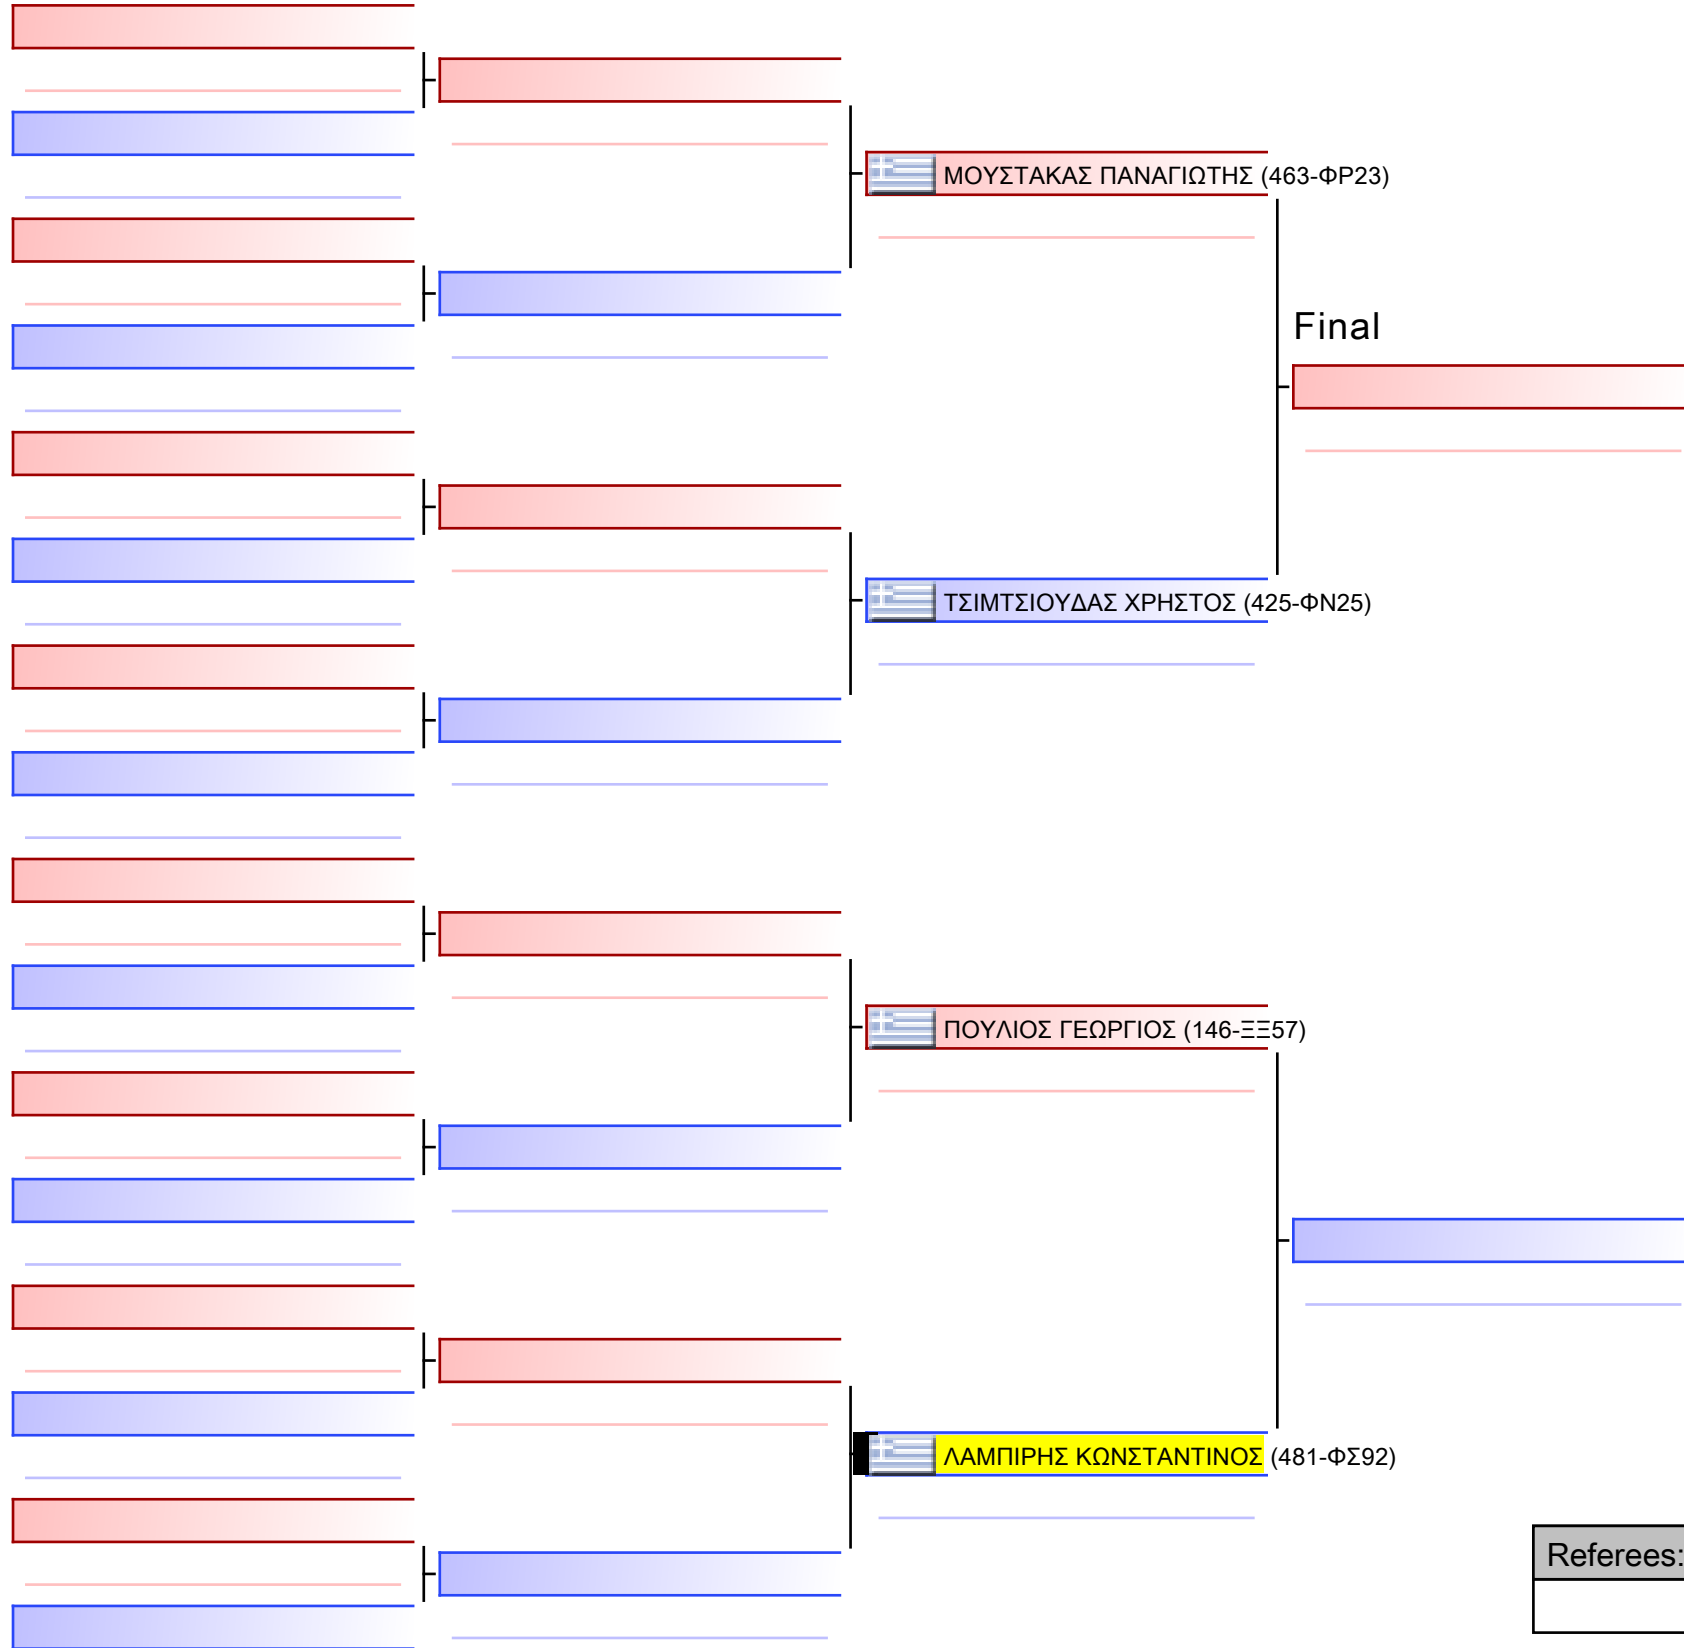 ΜΟΥΣΤΑΚΑΣ ΠΑΝΑΓΙΩΤΗΣ (463-ΦΡ23)
Final
ΤΣΙΜΤΣΙΟΥΔΑΣ ΧΡΗΣΤΟΣ (425-ΦΝ25)
ΠΟΥΛΙΟΣ ΓΕΩΡΓΙΟΣ (146-ΞΞ57)
ΛΑΜΠΙΡΗΣ ΚΩΝΣΤΑΝΤΙΝΟΣ (481-ΦΣ92)
Referees: